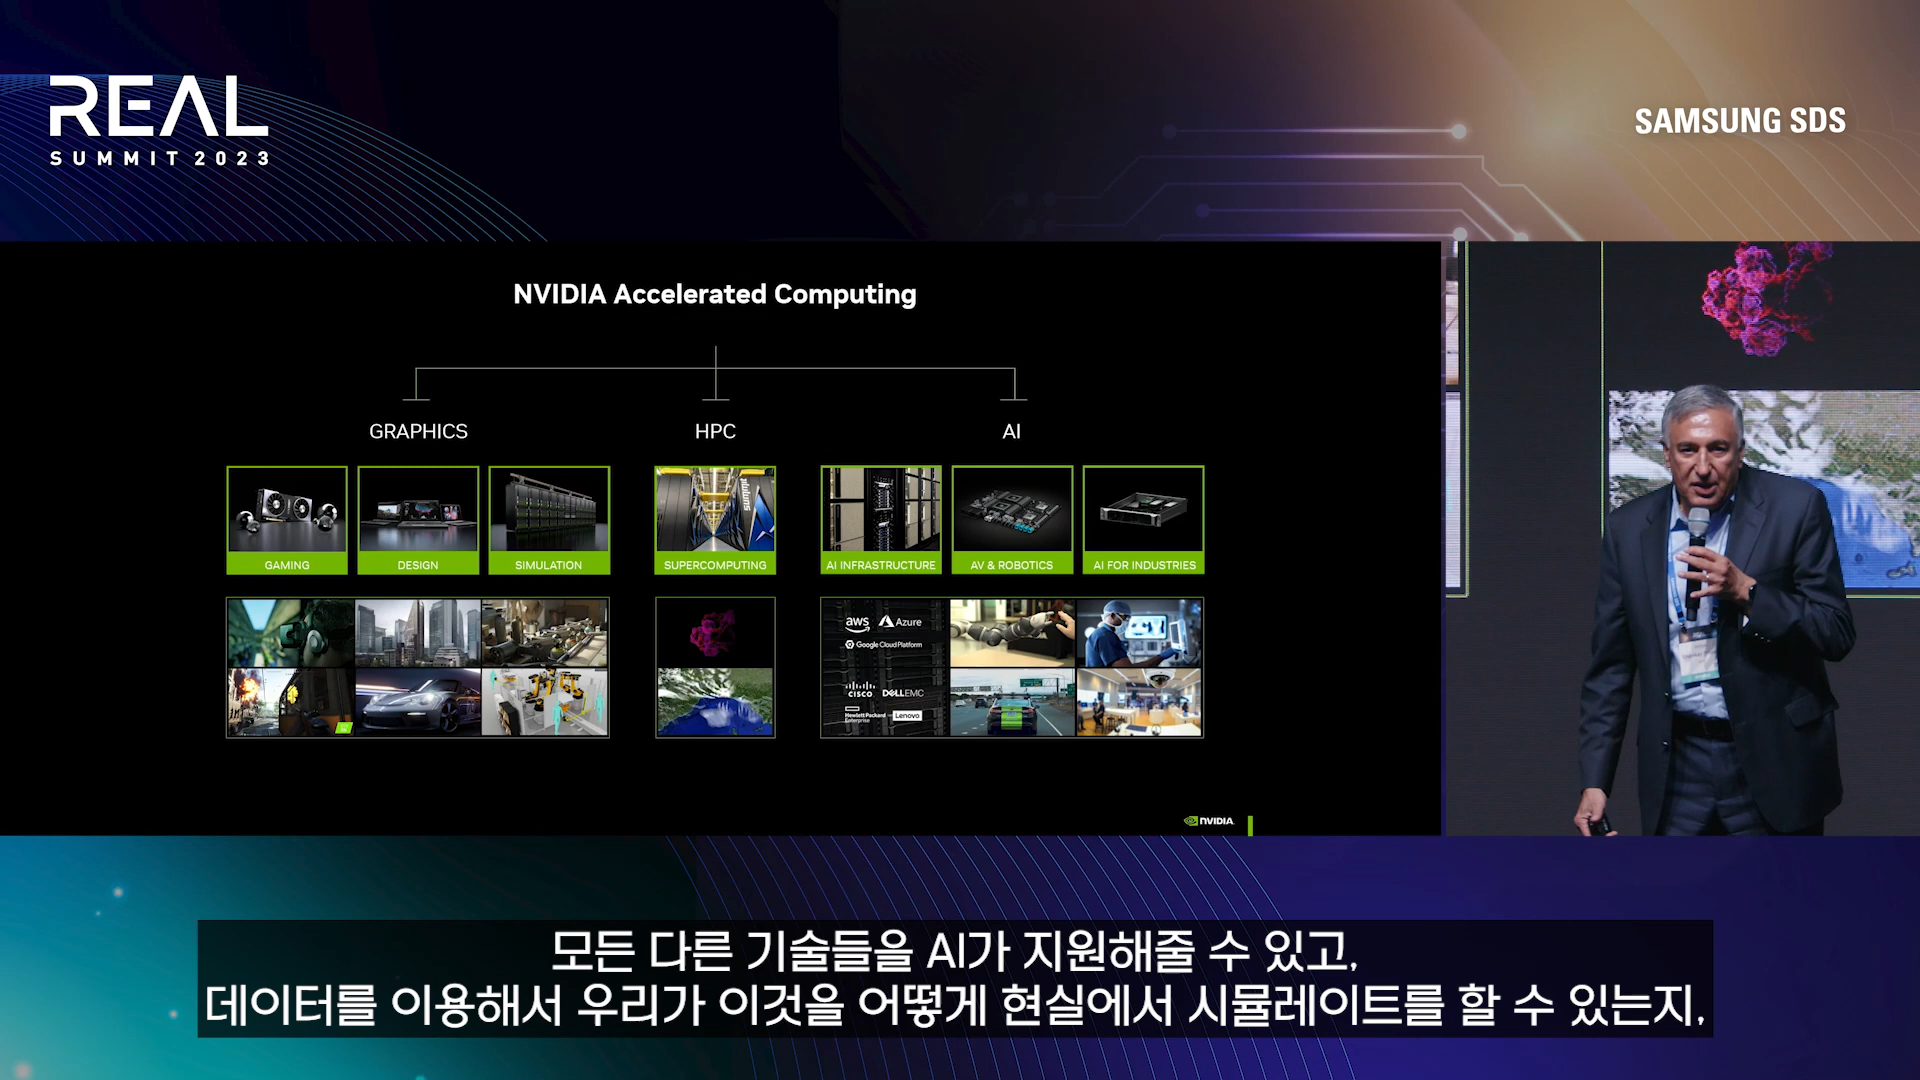 REAL
SUMMIT 2023
SAMSUNG SDS
NVIDIA Accelerated Computing
GRAPHICS
HPC
AI
GAMING
DESIGN
SIMULATION
SUPERCOMPUTING
AI INFRASTRUCTURE
AV & ROBOTICS
AI FOR INDUSTRIES
aws Azure
Google Cloud Platform
CISCO DELLEMC
Hewlett Packard
Enterprise
Lenovo
NVIDIA.
모든 다른 기술들을 AI가 지원해줄 수 있고,
데이터를 이용해서 우리가 이것을 어떻게 현실에서 시뮬레이트를 할 수 있는지,